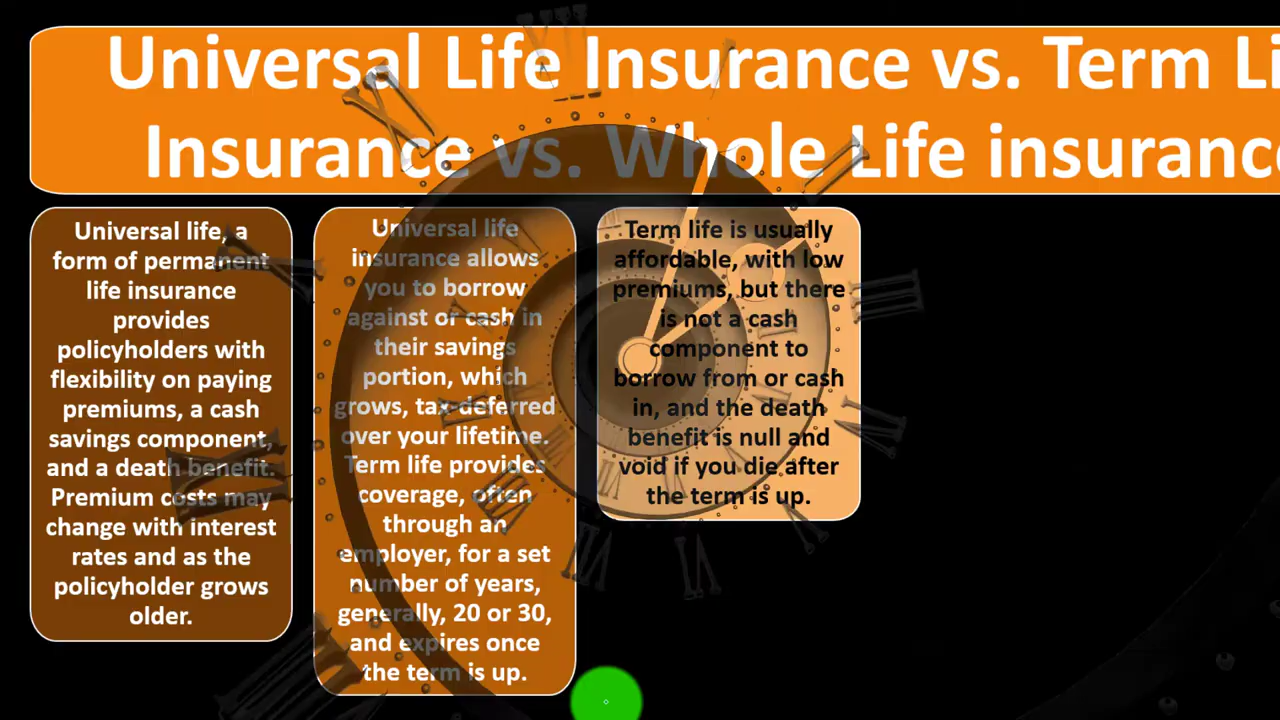 Universal Life Insurance vs. Term Li
Insurance vs. Whole Life insuranc
Universal life, a
form of permanent
life insurance
provides
policyholders with
flexibility on paying
premiums, a cash
savings component,
and a death benefit.
Premium costs may
change with interest
rates and as the
policyholder grows
older.
Universal life
insurance allows
you to borrow
against or cash in
their savings
portion, which
grows, tax-deferred
over your lifetime.
Term life provides
coverage, often
through an
employer, for a set
number of years,
generally, 20 or 30,
and expires once
the term is up.
Term life is usually
affordable, with low
premiums, but there
is not a cash
component to
borrow from or cash
in, and the death
benefit is null and
void if you die after
the term is up.